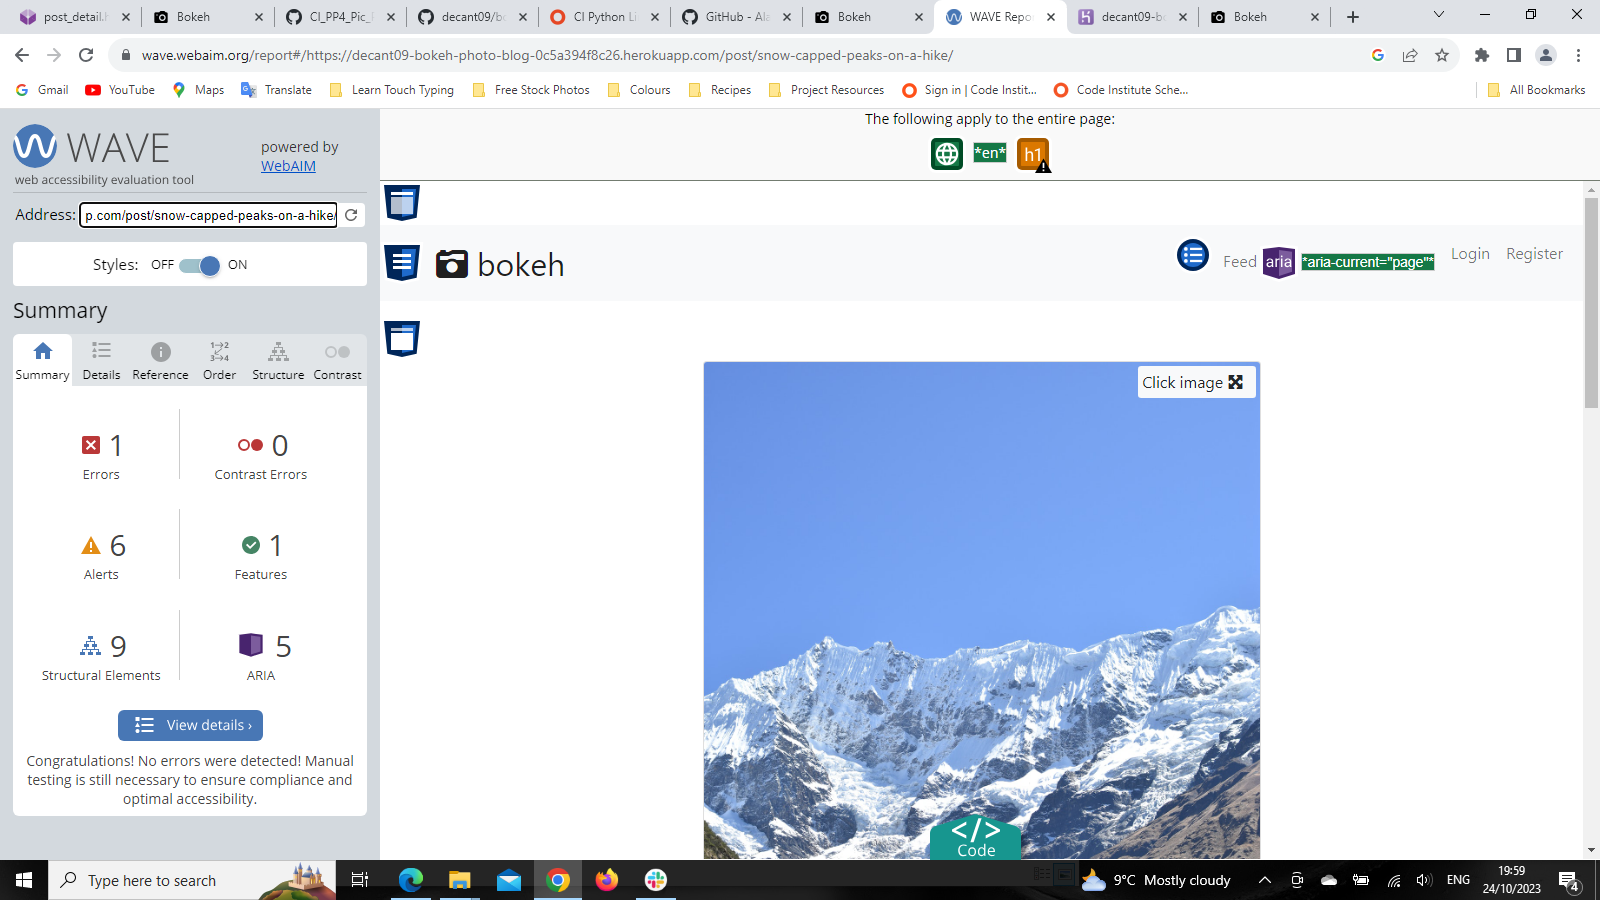 post_detail.h
Bokeh
CI_PP4_Pic_
decant09/bo
CI Python Li
GitHub - Ala
Bokeh
WAVE Repo
decant09-bo
Bokeh
wave.webaim.org/report#/https://decant09-bokeh-photo-blog-0c5a394f8c26.herokuapp.com/post/snow-capped-peaks-on-a-hike/
Gmail
YouTube
Maps
Translate
Learn Touch Typing
Free Stock Photos
Colours
Recipes
Project Resources
Sign in | Code Instit...
Code Institute Sche...
All Bookmarks
WAVE
web accessibility evaluation tool
powered by
WebAIM
Address: p.com/post/snow-capped-peaks-on-a-hike/
Styles: OFF ON
Summary
Summary
Details
Reference
Order
Structure
Contrast
1
Errors
0
Contrast Errors
6
Alerts
1
Features
9
Structural Elements
5
ARIA
View details ›
Congratulations! No errors were detected! Manual
testing is still necessary to ensure compliance and
optimal accessibility.
The following apply to the entire page:
*en*
h1
bokeh
Feed
aria
*aria-current="page"*
Login
Register
Click image
</>
Code
Type here to search
9°C Mostly cloudy
ENG
19:59
24/10/2023
4